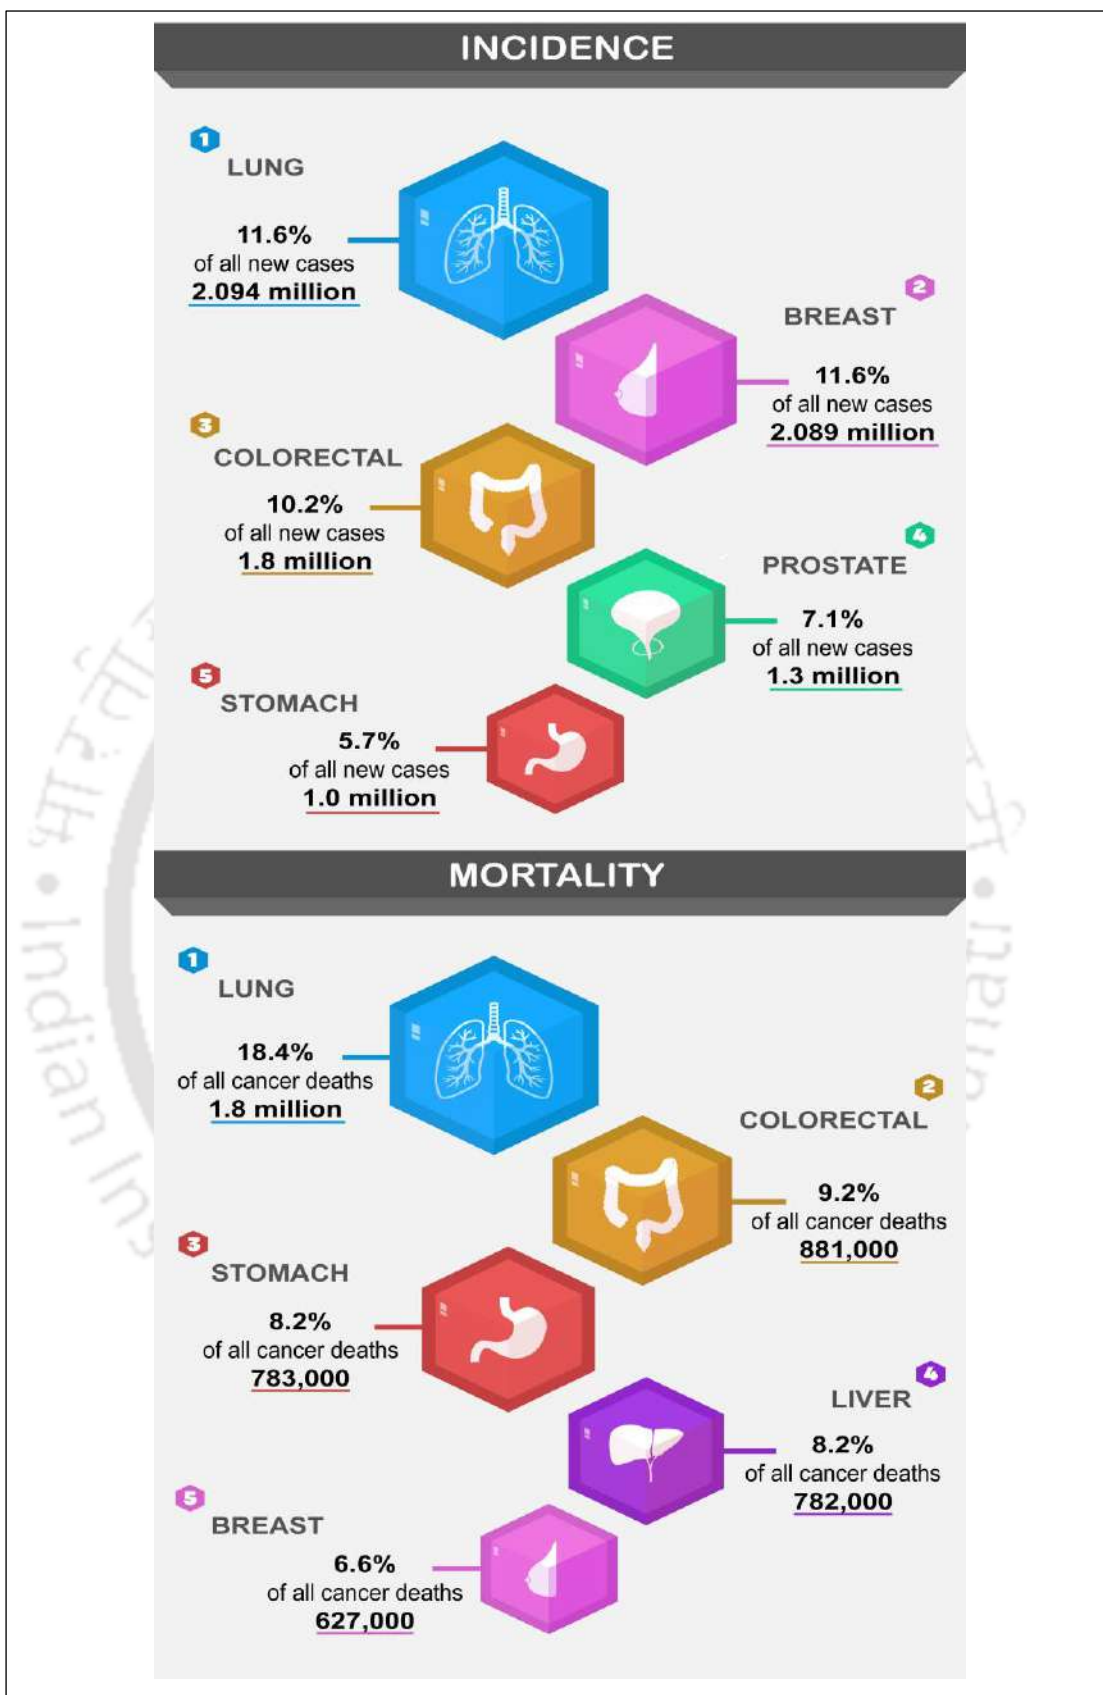 INCIDENCE
1
LUNG
11.6%
of all new cases
2.094 million
2
BREAST
11.6%
of all new cases
2.089 million
3
COLORECTAL
10.2%
of all new cases
1.8 million
4
PROSTATE
7.1%
of all new cases
1.3 million
5
STOMACH
5.7%
of all new cases
1.0 million
MORTALITY
1
LUNG
18.4%
of all cancer deaths
1.8 million
2
COLORECTAL
9.2%
of all cancer deaths
881,000
3
STOMACH
8.2%
of all cancer deaths
783,000
4
LIVER
8.2%
of all cancer deaths
782,000
5
BREAST
6.6%
of all cancer deaths
627,000
Indian